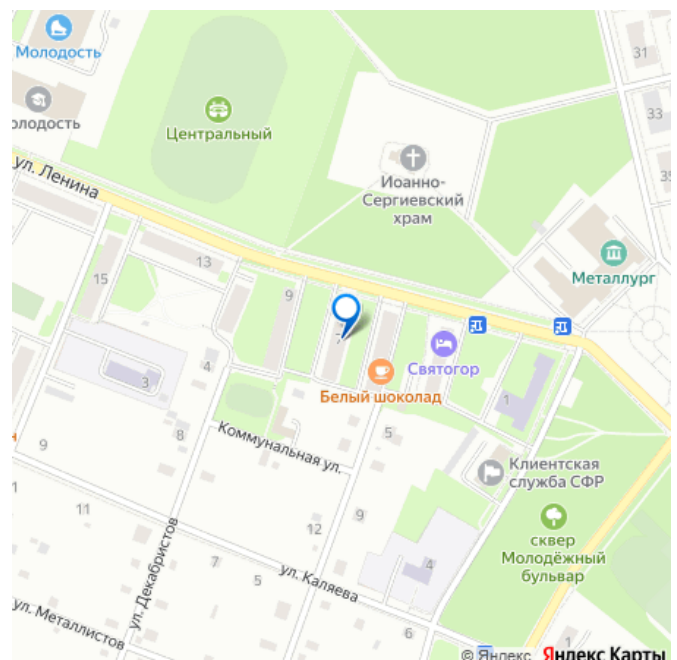 Молодость
31
33
олодость
Центральный
Иоанно-
Сергиевский
храм
ул. Ленина
Металлург
13
15
9
Святогор
4
3
Белый шоколад
1
5
8
Коммунальная ул.
9
Клиентская
служба СФР
11
12
9
сквер
Молодёжный
бульвар
7
4
5
ул. Каляева
ул. Декабристов
ул. Металлистов
6
1
© Яндекс Яндекс Карты